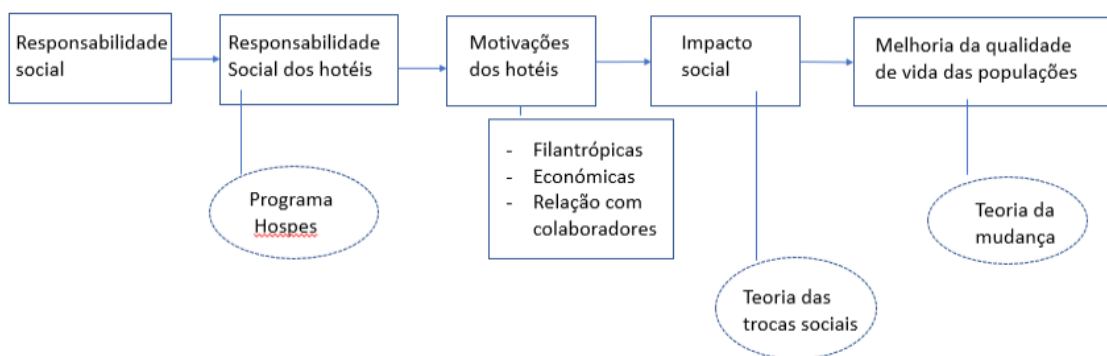 Responsabilidade
social
Responsabilidade
Social dos hotéis
Motivações
dos hotéis
Impacto
social
Melhoria da qualidade
de vida das populações
- Filantrópicas
- Económicas
- Relação com
colaboradores
Programa
Hospes
Teoria da
mudança
Teoria das
trocas sociais